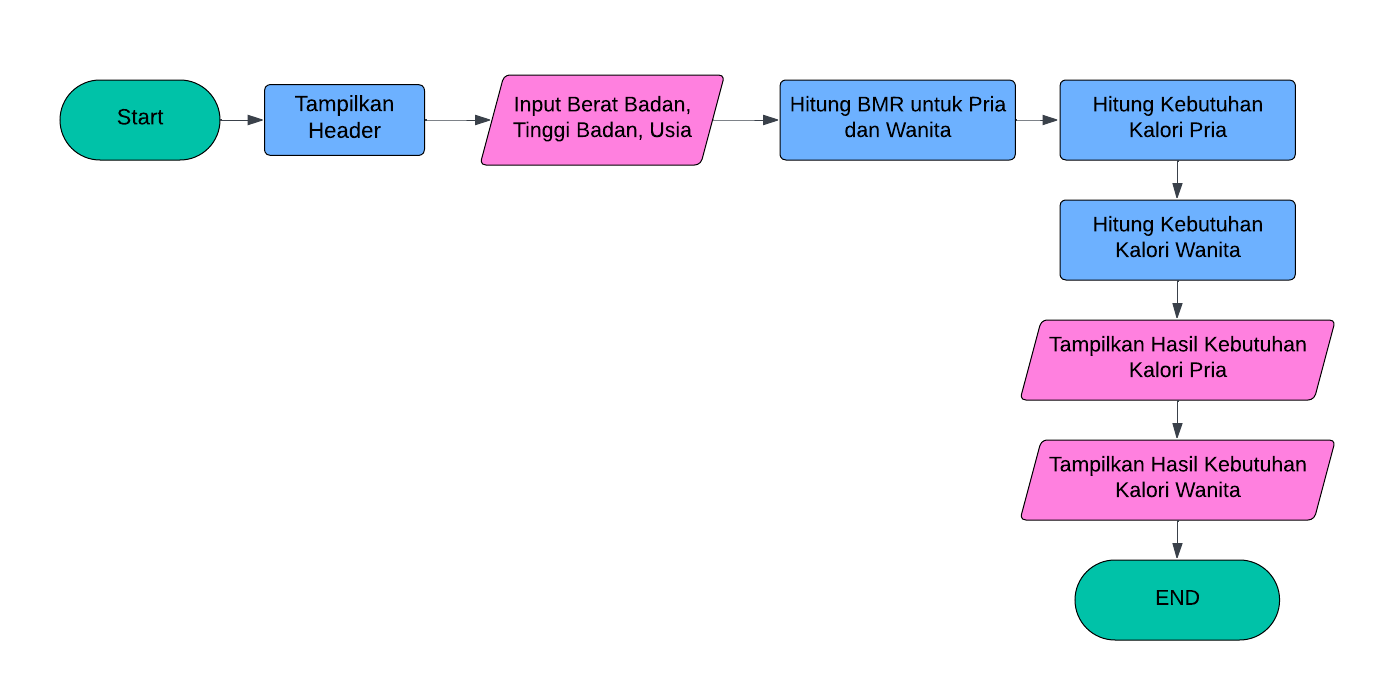 Start
Tampilkan
Header
Input Berat Badan,
Tinggi Badan, Usia
Hitung BMR untuk Pria
dan Wanita
Hitung Kebutuhan
Kalori Pria
Hitung Kebutuhan
Kalori Wanita
Tampilkan Hasil Kebutuhan
Kalori Pria
Tampilkan Hasil Kebutuhan
Kalori Wanita
END